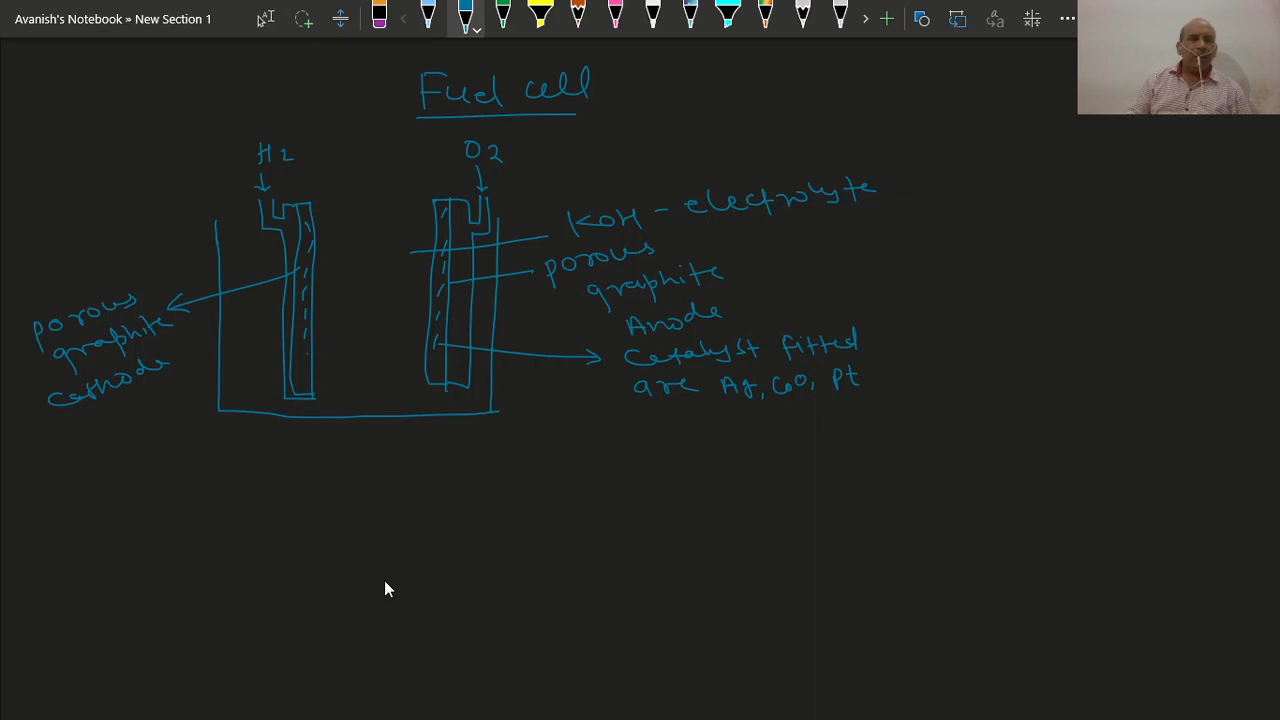 Avanish's Notebook » New Section 1
Fuel cell
H2
O2
KOH - electrolyte
porous
graphite
Anode
Catalyst fitted
are Ag, CoO, Pt
porous
graphite
cathode